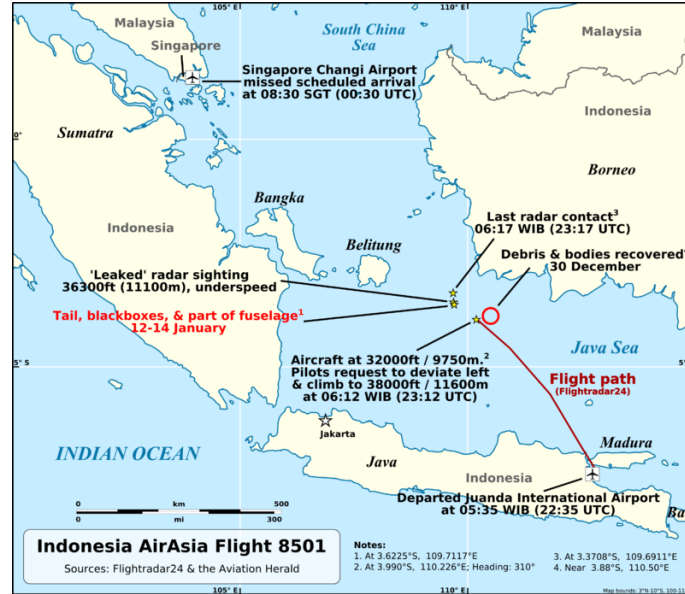 105° E
110° E
Malaysia
Singapore
South China
Sea
Malaysia
Singapore Changi Airport
missed scheduled arrival
at 08:30 SGT (00:30 UTC)
Indonesia
Sumatra
0°
Borneo
Bangka
Indonesia
Last radar contact³
06:17 WIB (23:17 UTC)
Belitung
Debris & bodies recovered⁴
30 December
'Leaked' radar sighting
36300ft (11100m), underspeed
Tail, blackboxes, & part of fuselage¹
12-14 January
Aircraft at 32000ft / 9750m.²
Pilots request to deviate left
& climb to 38000ft / 11600m
at 06:12 WIB (23:12 UTC)
Java Sea
5° S
5° S
Flight path
(Flightradar24)
Jakarta
INDIAN OCEAN
Java
Madura
Indonesia
Departed Juanda International Airport
at 05:35 WIB (22:35 UTC)
Ba
0 km 500
0 mi 300
Indonesia AirAsia Flight 8501
Sources: Flightradar24 & the Aviation Herald
Notes:
1. At 3.6225°S, 109.7117°E
2. At 3.990°S, 110.226°E; Heading: 310°
3. At 3.3708°S, 109.6911°E
4. Near 3.88°S, 110.50°E
105° E
110° E